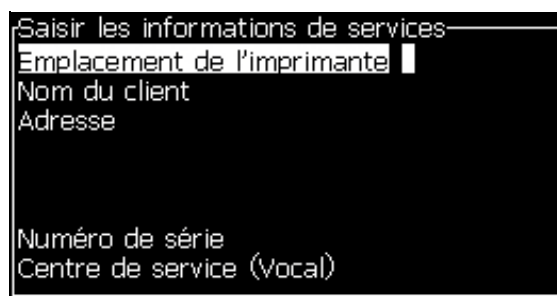 Saisir les informations de services
Emplacement de l'imprimante
Nom du client
Adresse
Numéro de série
Centre de service (Vocal)